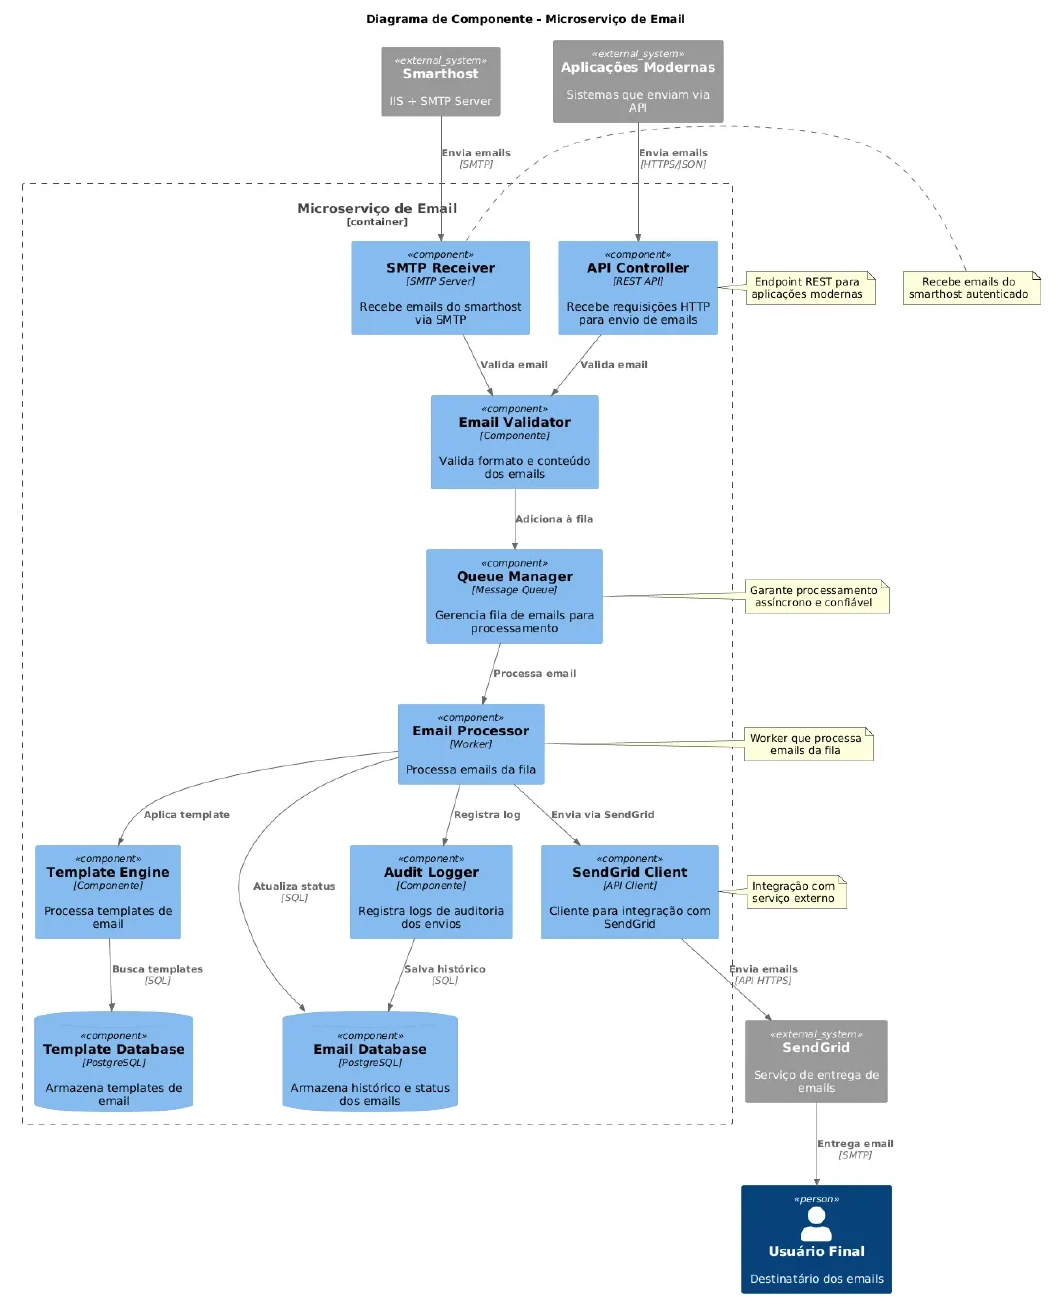 Diagrama de Componente - Microserviço de Email
«external_system»
Smarthost
IIS + SMTP Server
«external_system»
Aplicações Modernas
Sistemas que enviam via
API
Envia emails
[SMTP]
Envia emails
[HTTPS/JSON]
Microserviço de Email
[container]
«component»
SMTP Receiver
[SMTP Server]
Recebe emails do smarthost
via SMTP
«component»
API Controller
[REST API]
Recebe requisições HTTP
para envio de emails
Endpoint REST para
aplicações modernas
Recebe emails do
smarthost autenticado
Valida email
Valida email
«component»
Email Validator
[Componente]
Valida formato e conteúdo
dos emails
Adiciona à fila
«component»
Queue Manager
[Message Queue]
Gerencia fila de emails para
processamento
Garante processamento
assíncrono e confiável
Processa email
«component»
Email Processor
[Worker]
Processa emails da fila
Worker que processa
emails da fila
Aplica template
Registra log
Envia via SendGrid
Atualiza status
[SQL]
«component»
Template Engine
[Componente]
Processa templates de
email
«component»
Audit Logger
[Componente]
Registra logs de auditoria
dos envios
«component»
SendGrid Client
[API Client]
Cliente para integração com
SendGrid
Integração com
serviço externo
Busca templates
[SQL]
Salva histórico
[SQL]
Envia emails
[API HTTPS]
«component»
Template Database
[PostgreSQL]
Armazena templates de
email
«component»
Email Database
[PostgreSQL]
Armazena histórico e status
dos emails
«external_system»
SendGrid
Serviço de entrega de
emails
Entrega email
[SMTP]
«person»
Usuário Final
Destinatário dos emails